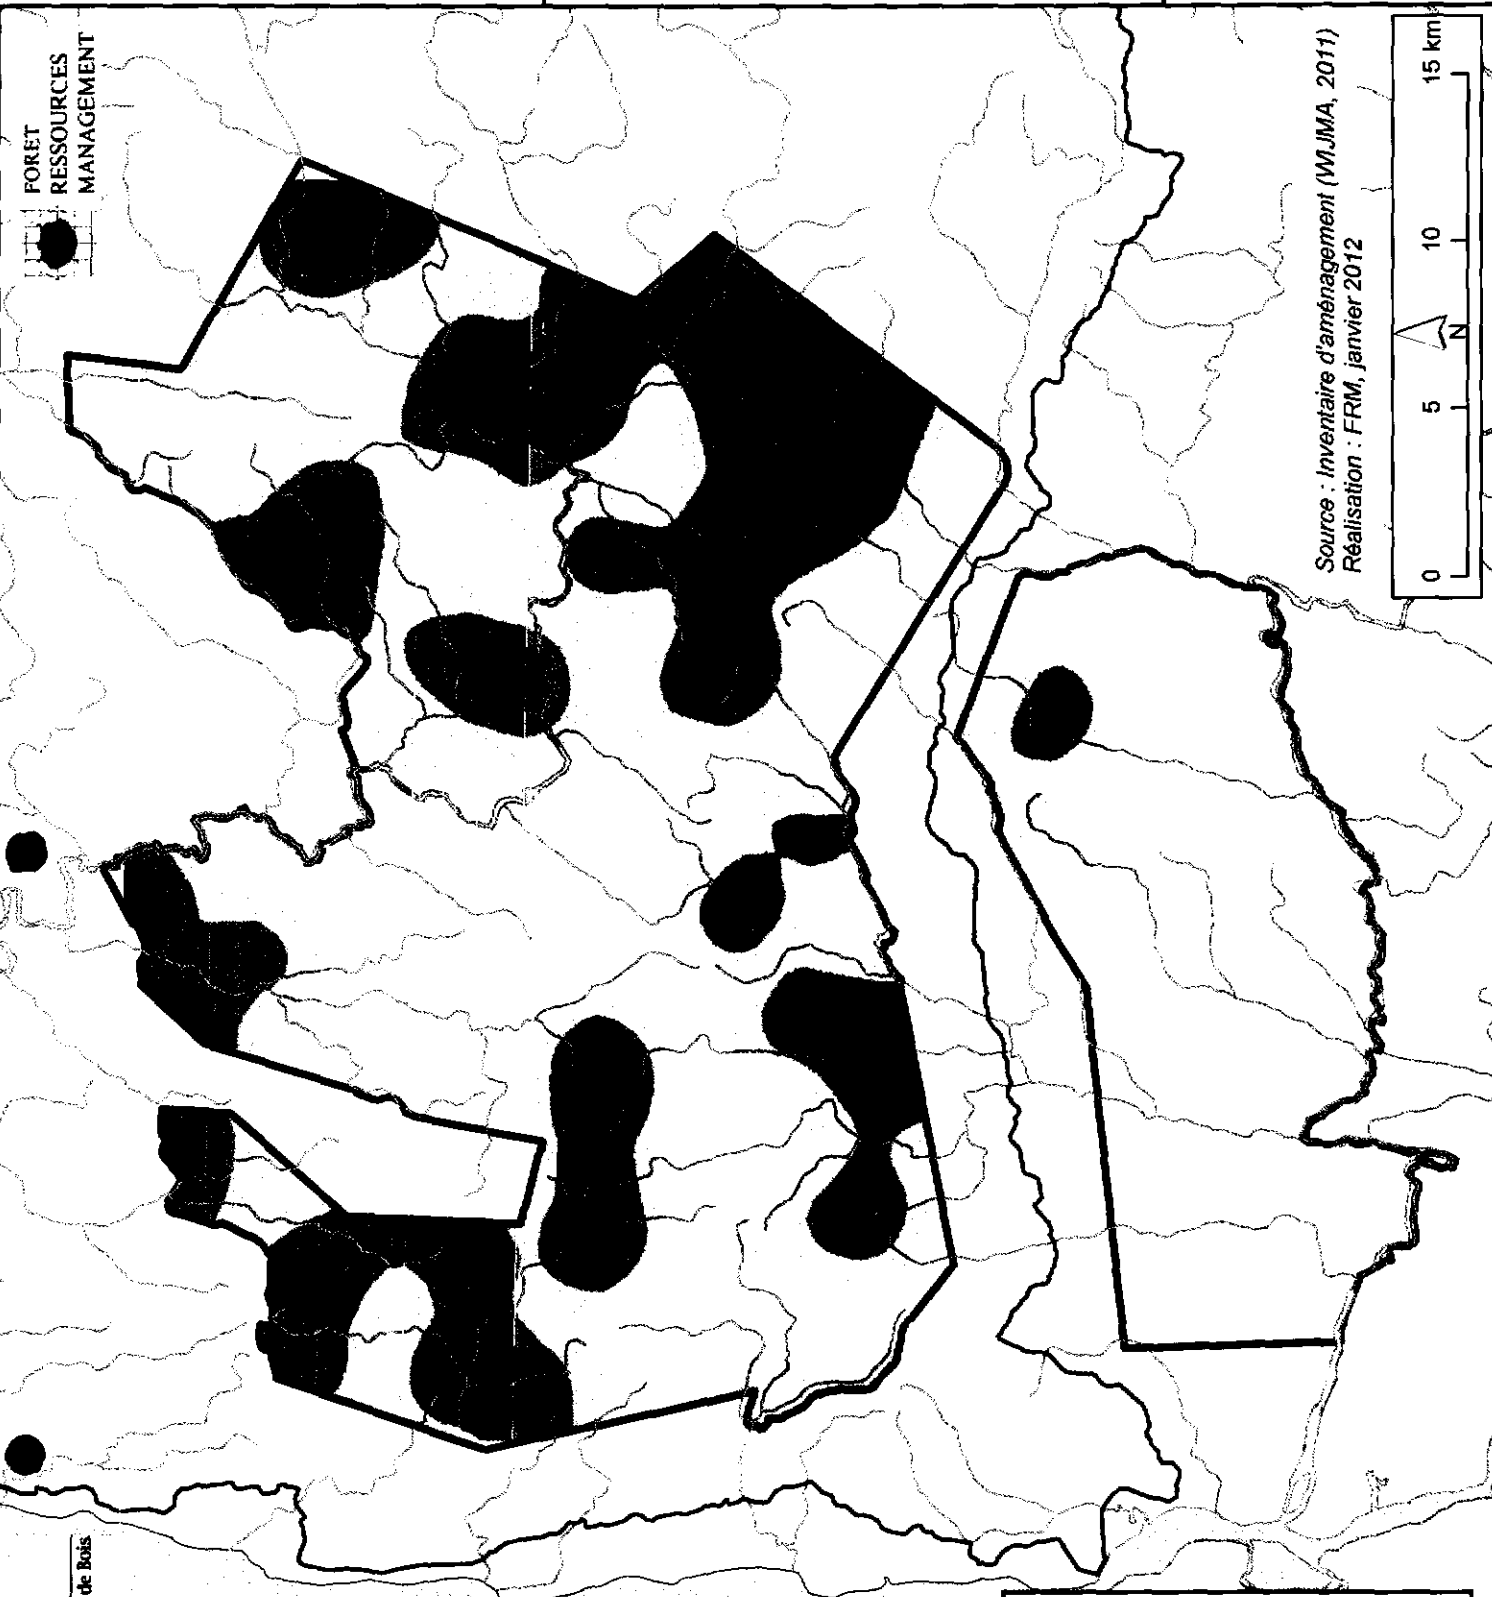 FORET
RESSOURCES
MANAGEMENT
de Bois
Source : Inventaire d'aménagement (WIJMA, 2011)
Réalisation : FRM, janvier 2012
0 5 10 15 km
N